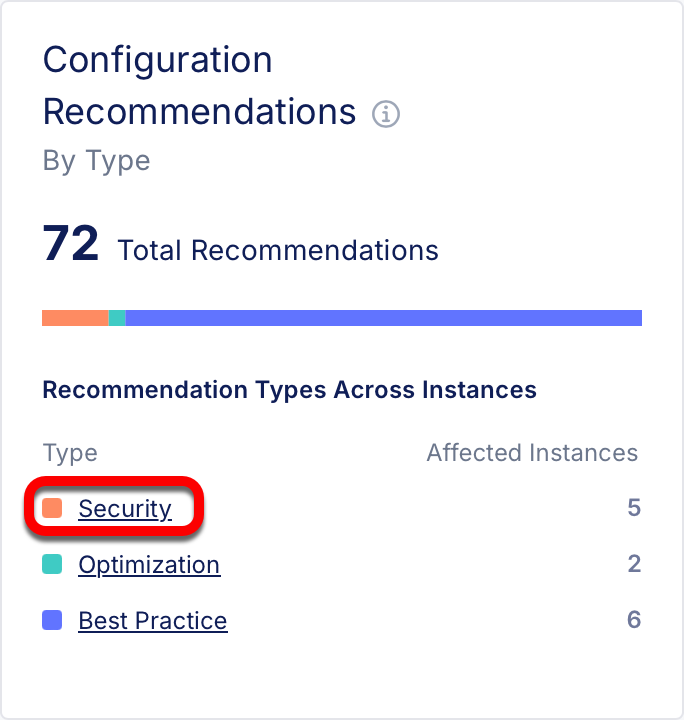 Configuration
Recommendations
By Type
72 Total Recommendations
Recommendation Types Across Instances
Type Affected Instances
Security 5
Optimization 2
Best Practice 6